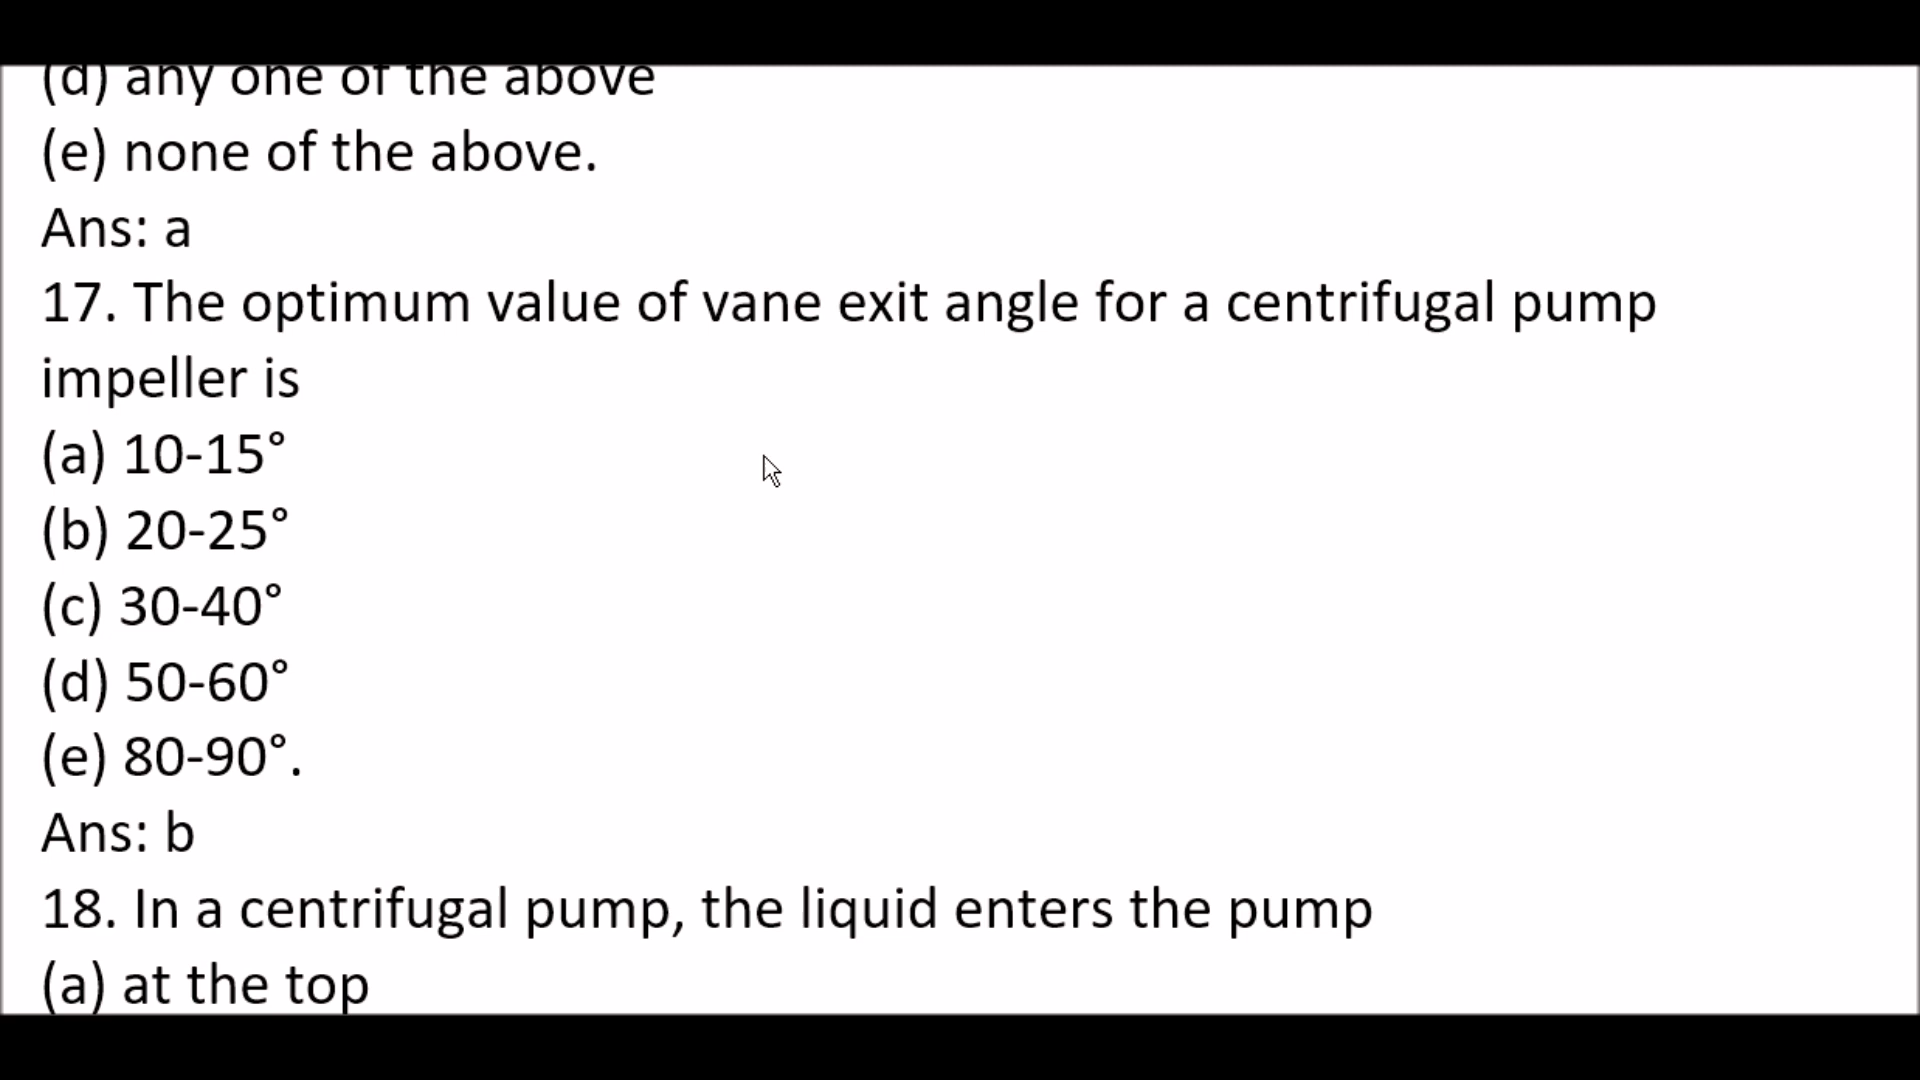 (d) any one of the above
(e) none of the above.
Ans: a
17. The optimum value of vane exit angle for a centrifugal pump
impeller is
(a) 10-15°
(b) 20-25°
(c) 30-40°
(d) 50-60°
(e) 80-90°.
Ans: b
18. In a centrifugal pump, the liquid enters the pump
(a) at the top